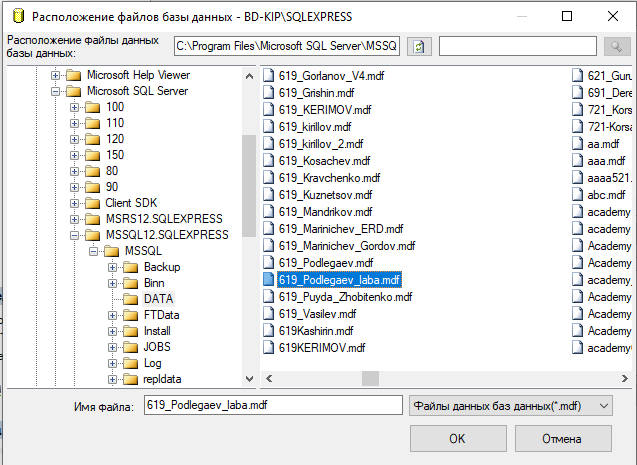 Расположение файлов базы данных - BD-KIP\SQLEXPRESS
Расположение Файлы данных базы данных:
C:\Program Files\Microsoft SQL Server\MSSQ
Microsoft Help Viewer
Microsoft SQL Server
100
110
120
150
80
90
Client SDK
MSRS12.SQLEXPRESS
MSSQL12.SQLEXPRESS
MSSQL
Backup
Binn
DATA
FTData
Install
JOBS
Log
repldata
619_Gorlanov_V4.mdf
619_Grishin.mdf
619_KERIMOV.mdf
619_kirillov.mdf
619_kirillov_2.mdf
619_Kosachev.mdf
619_Kravchenko.mdf
619_Kuznetsov.mdf
619_Mandrikov.mdf
619_Marinichev_ERD.mdf
619_Marinichev_Gordov.mdf
619_Podlegaev.mdf
619_Podlegaev_laba.mdf
619_Puyda_Zhobitenko.mdf
619_Vasilev.mdf
619Kashirin.mdf
619KERIMOV.mdf
621_Guru
691_Dere
721_Kors
721-Korsa
aa.mdf
aaa.mdf
aaaa521.
abc.mdf
academy
Academy
academy_
Academy
academy_
Academy
Academy
Academy
academy
Имя файла:
619_Podlegaev_laba.mdf
Файлы данных баз данных(*.mdf)
OK
Отмена